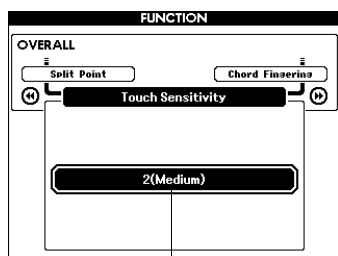 FUNCTION
OVERALL
Split Point
Chord Fingering
Touch Sensitivity
2(Medium)